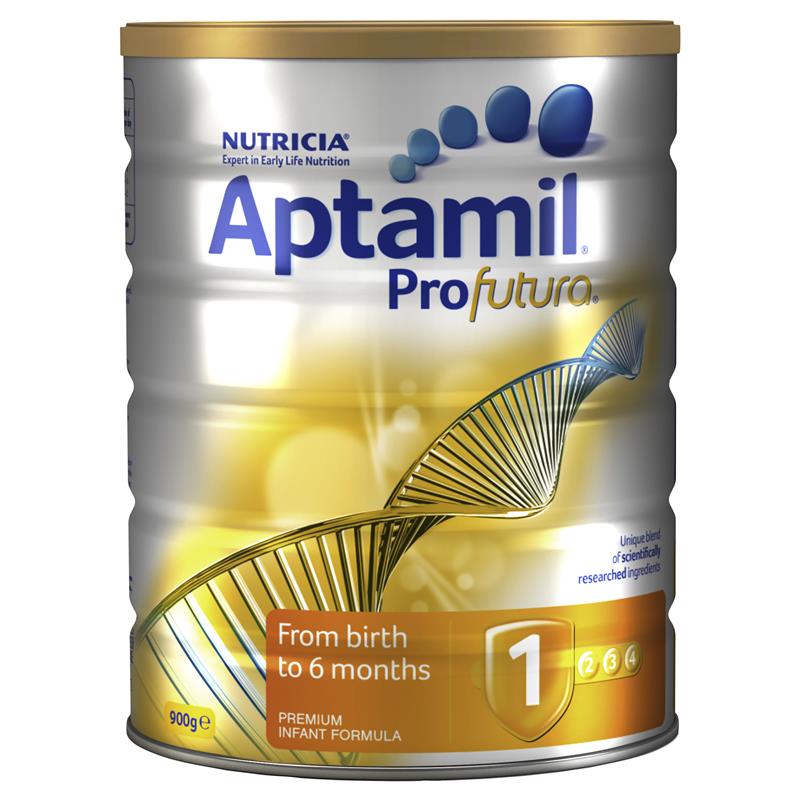 NUTRICIA®
Expert in Early Life Nutrition
Aptamil®
Profutura®
Unique blend
of scientifically
researched ingredients
From birth
to 6 months
PREMIUM
INFANT FORMULA
1
2 3 4
900g e